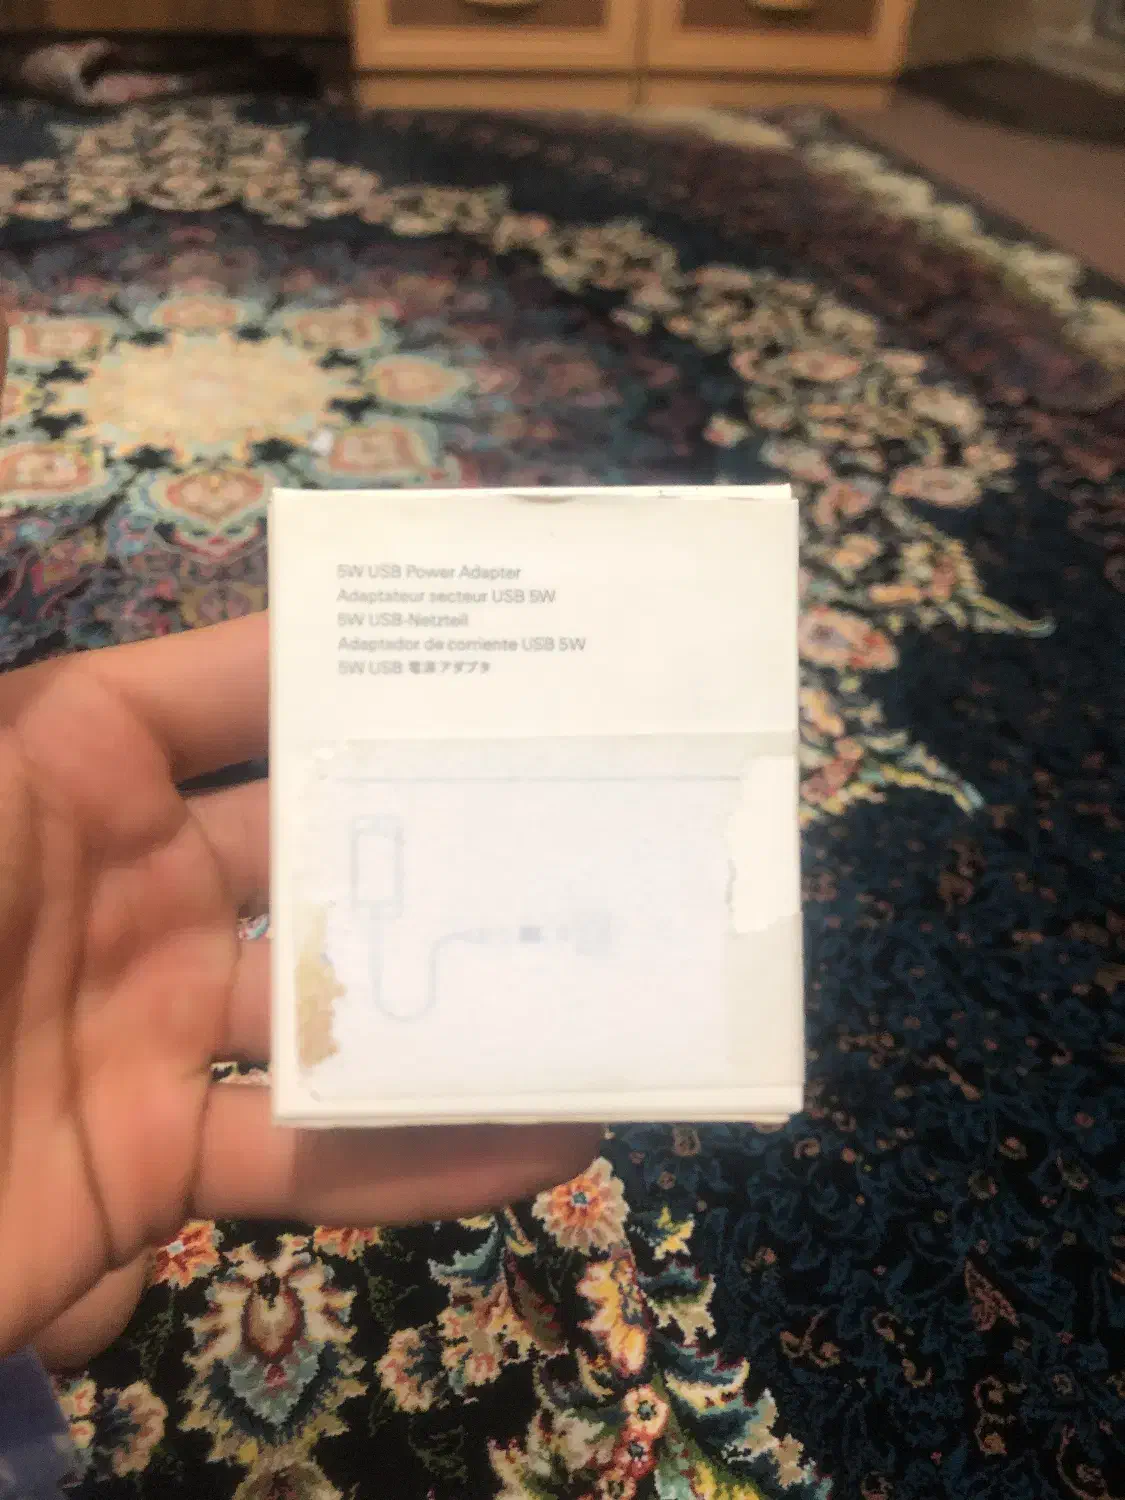 5W USB Power Adapter
Adaptateur secteur USB 5W
5W USB-Netzteil
Adaptador de corriente USB 5W
5W USB 電源アダプタ